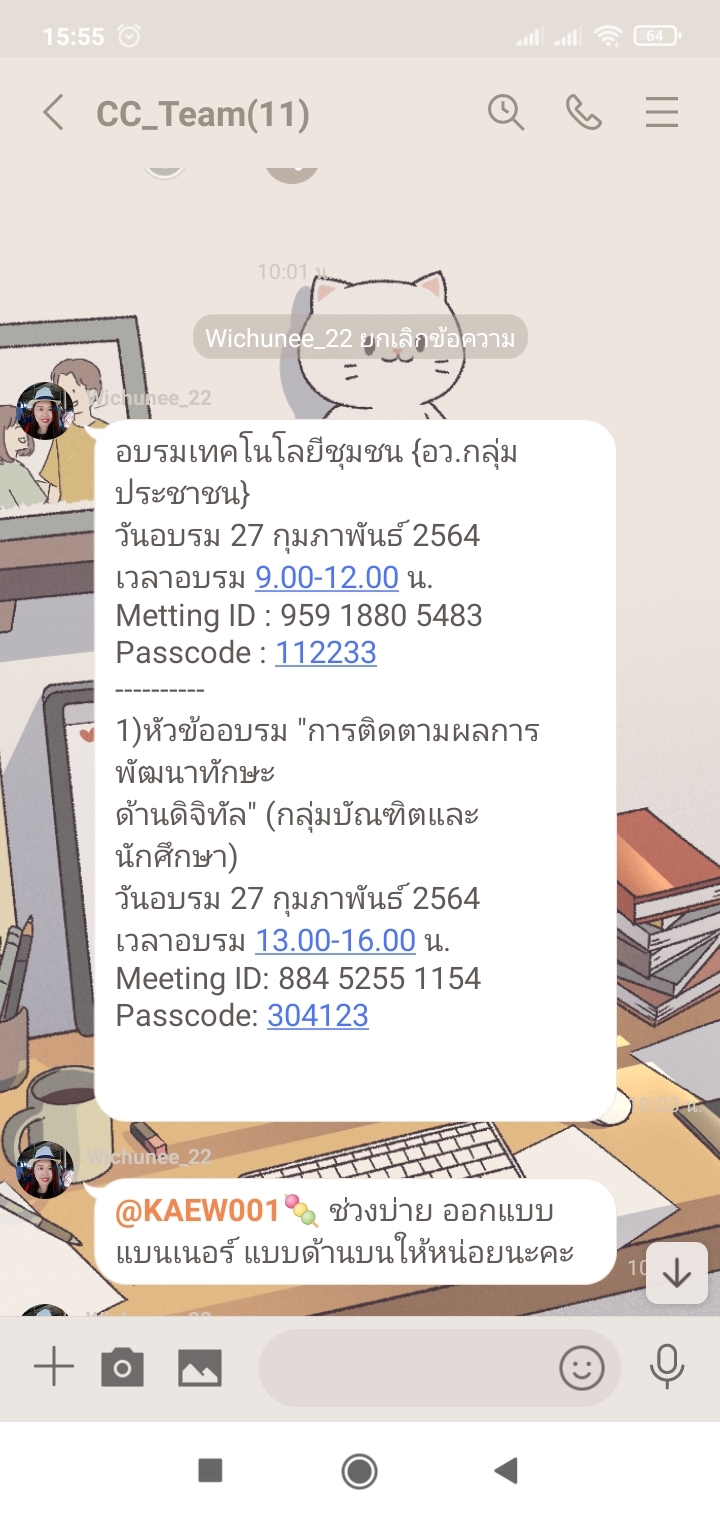 15:55
64
CC_Team(11)
10:01 น.
Wichunee_22 ยกเลิกข้อความ
Wichunee_22
อบรมเทคโนโลยีชุมชน {อว.กลุ่ม
ประชาชน}
วันอบรม 27 กุมภาพันธ์ 2564
เวลาอบรม 9.00-12.00 น.
Metting ID : 959 1880 5483
Passcode : 112233
----------
1)หัวข้ออบรม "การติดตามผลการ
พัฒนาทักษะ
ด้านดิจิทัล" (กลุ่มบัณฑิตและ
นักศึกษา)
วันอบรม 27 กุมภาพันธ์ 2564
เวลาอบรม 13.00-16.00 น.
Meeting ID: 884 5255 1154
Passcode: 304123
Wichunee_22
@KAEW001🍡 ช่วงบ่าย ออกแบบ
แบนเนอร์ แบบด้านบนให้หน่อยนะคะ